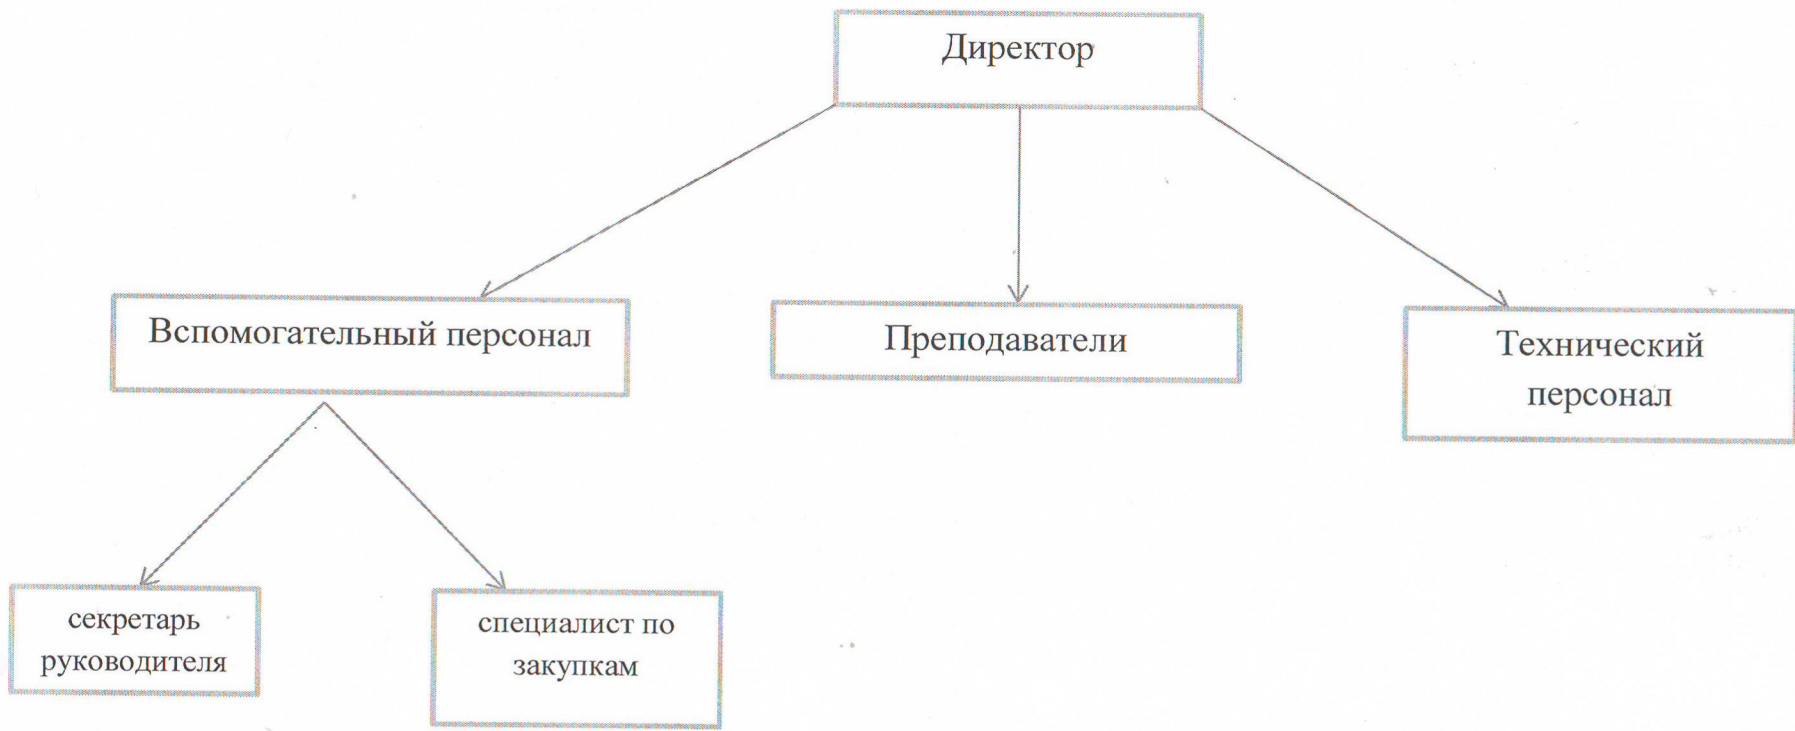 Директор
Вспомогательный персонал
Преподаватели
Технический
персонал
секретарь
руководителя
специалист по
закупкам